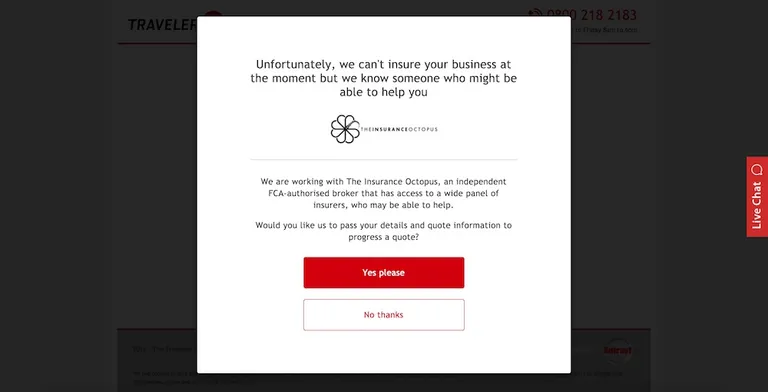 TRAVELER
0800 218 2183
Unfortunately, we can't insure your business at
the moment but we know someone who might be
able to help you
THEINSURANCEOCTOPUS
We are working with The Insurance Octopus, an independent
FCA-authorised broker that has access to a wide panel of
insurers, who may be able to help.
Would you like us to pass your details and quote information to
progress a quote?
Yes please
No thanks
Live Chat